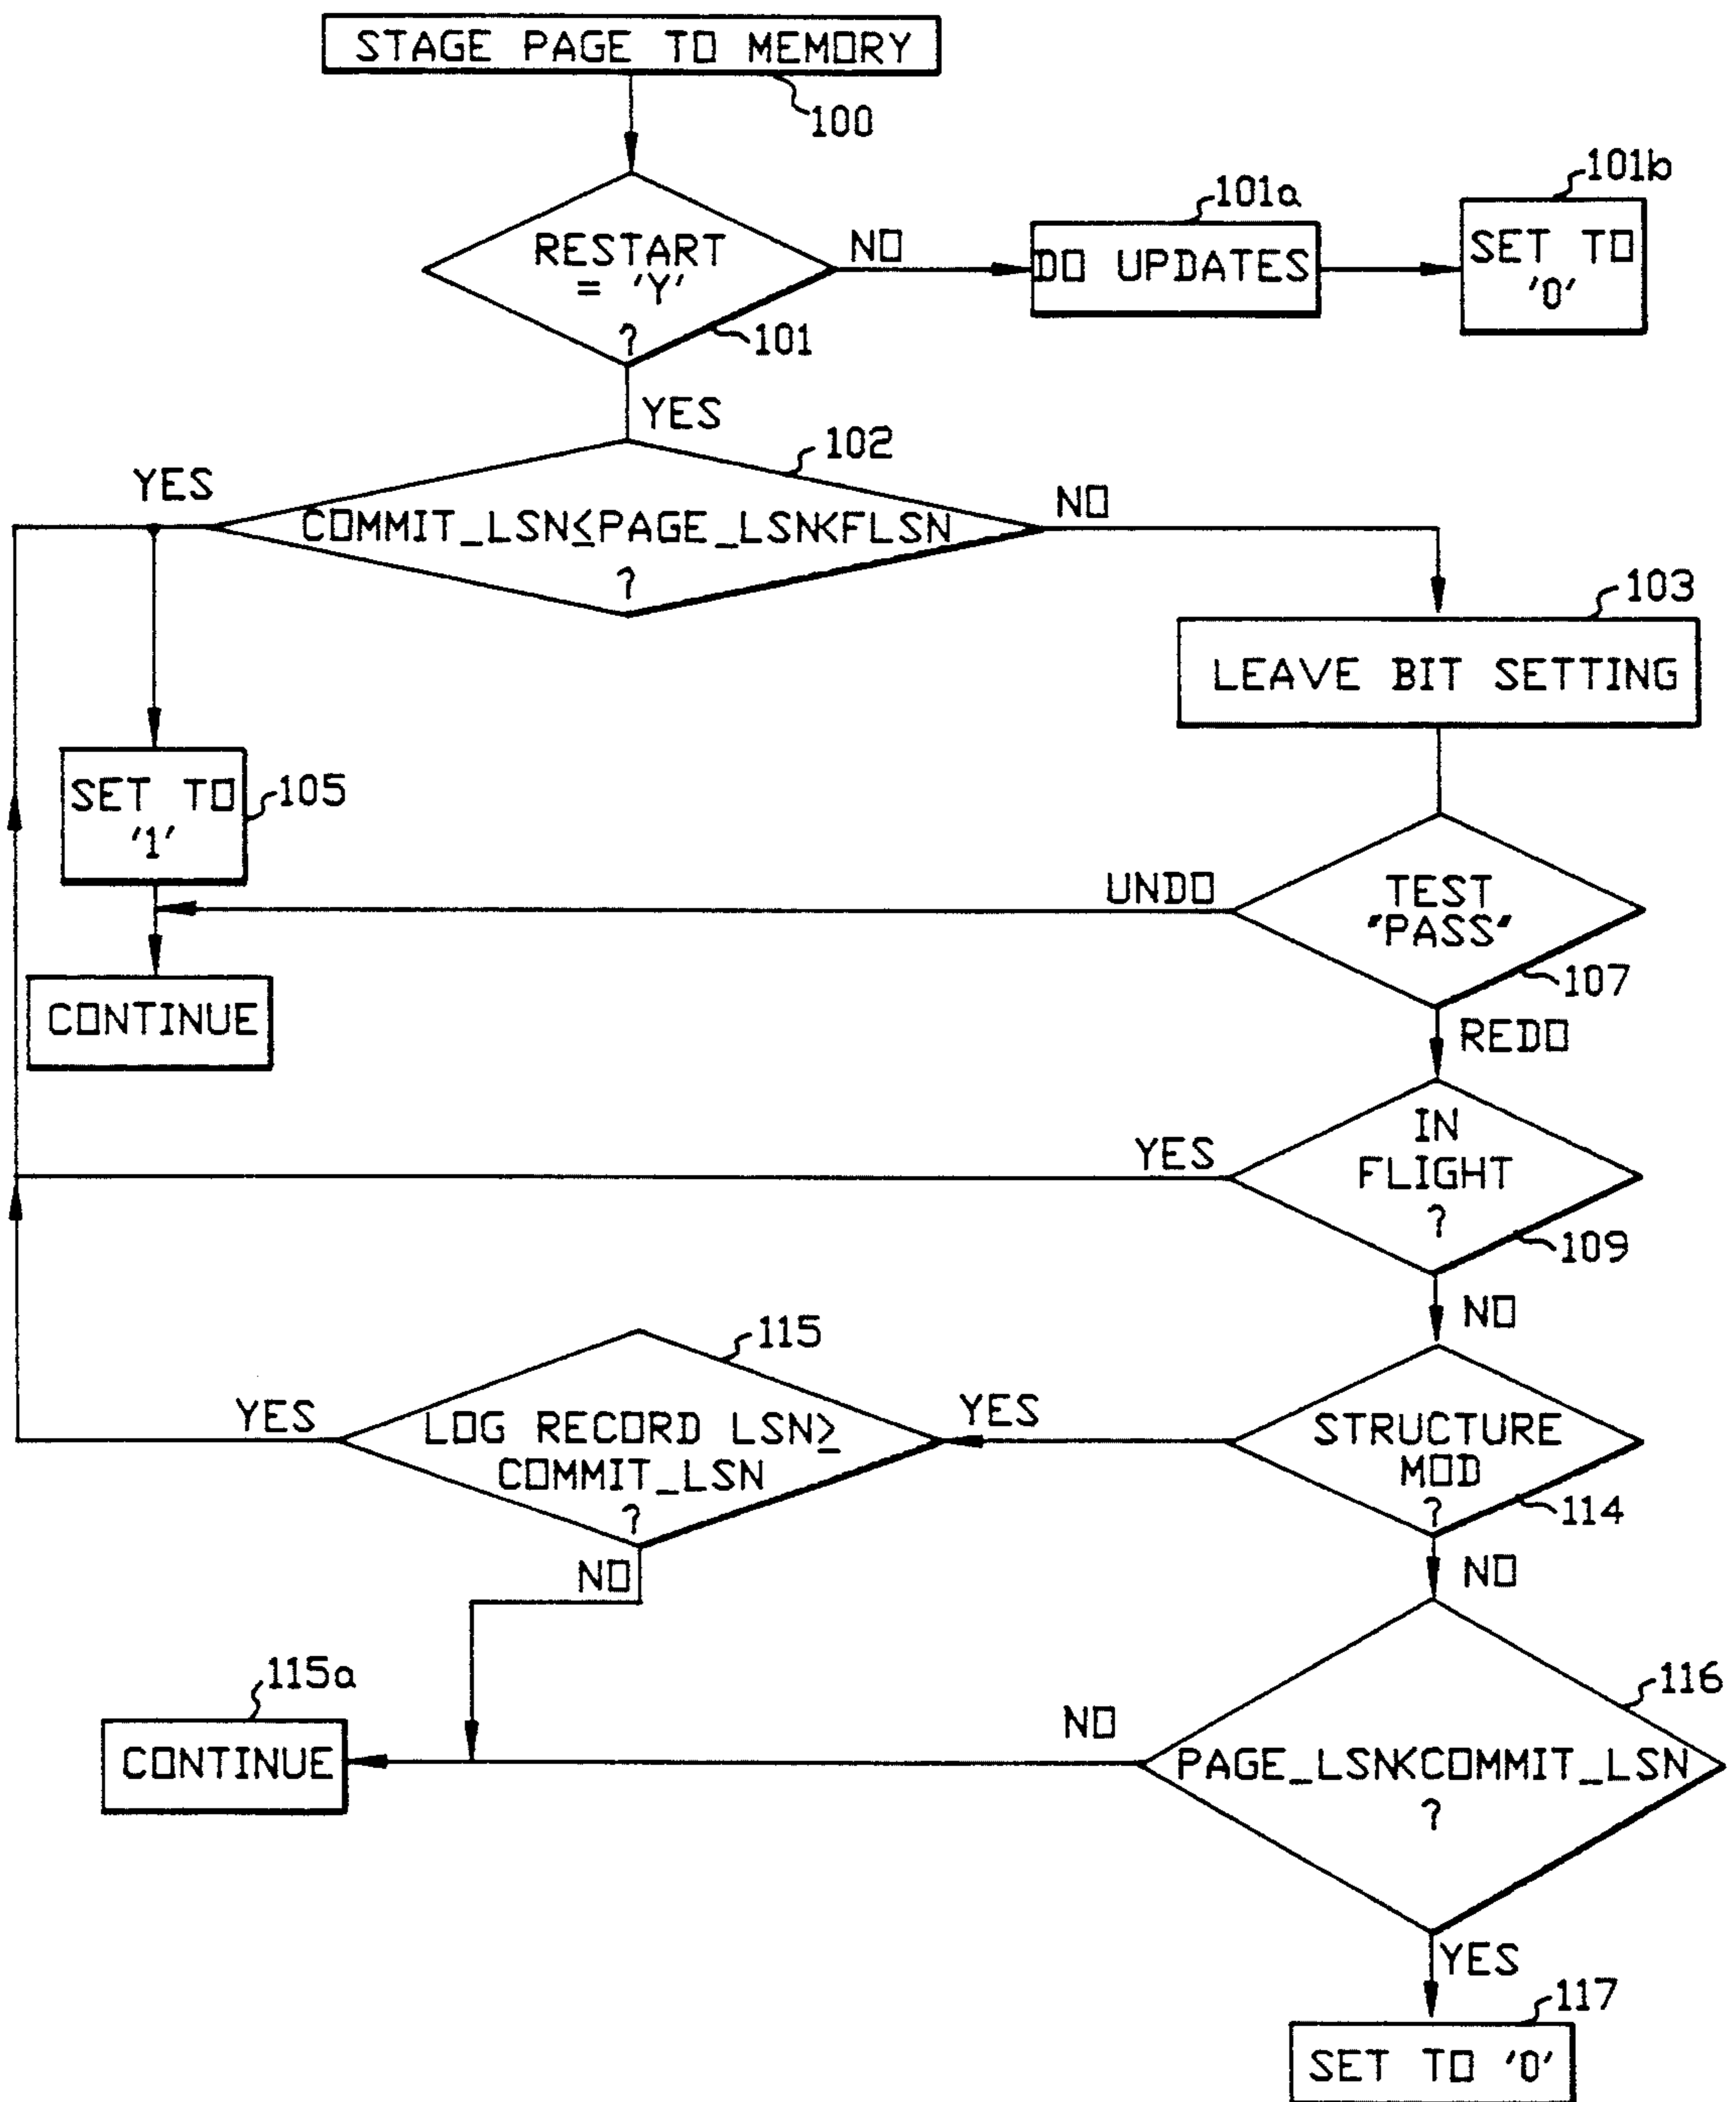 STAGE PAGE TO MEMORY
100
101b
101a
RESTART
= 'Y'
?
NO
DO UPDATES
SET TO
'0'
101
YES
102
YES
COMMIT_LSN≤PAGE_LSN<FLSN
?
NO
103
LEAVE BIT SETTING
SET TO
'1'
105
UNDO
TEST
"PASS"
107
CONTINUE
REDO
IN
FLIGHT
?
YES
109
NO
115
YES
LOG RECORD LSN≥
COMMIT_LSN
?
YES
STRUCTURE
MOD
?
114
NO
NO
115a
CONTINUE
NO
116
PAGE_LSN<COMMIT_LSN
?
YES
117
SET TO '0'